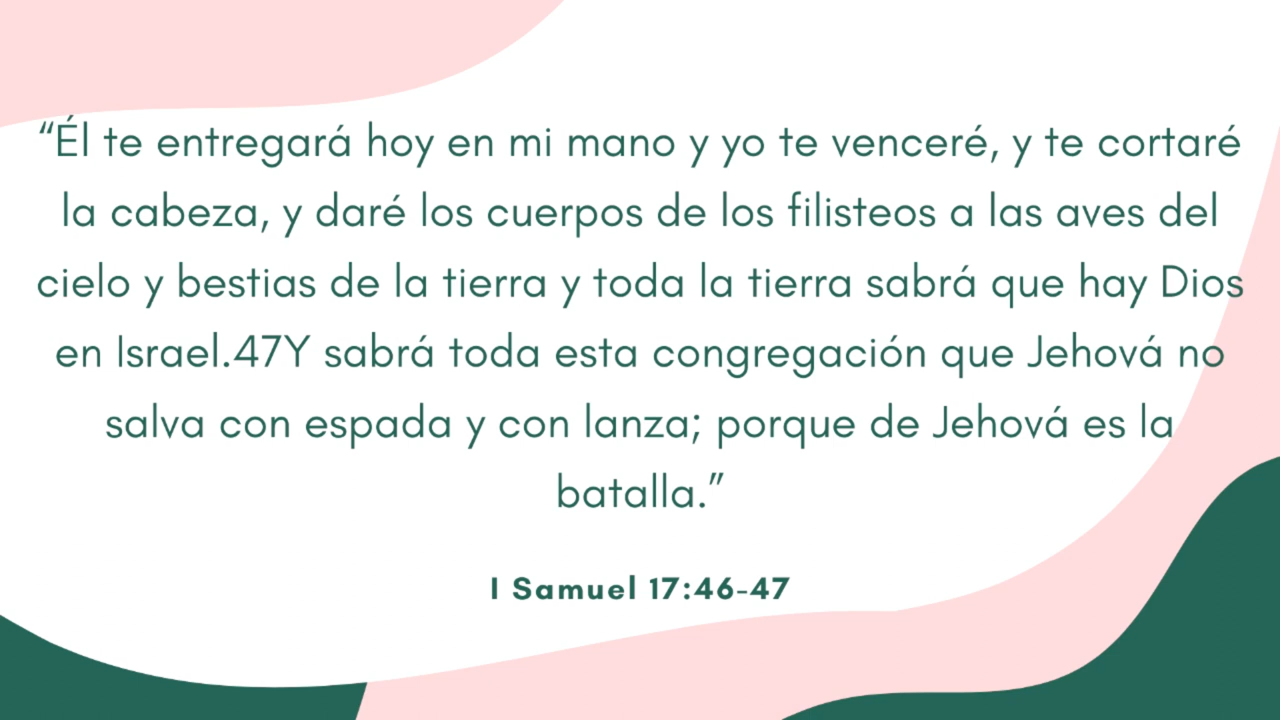 “Él te entregará hoy en mi mano y yo te venceré, y te cortaré
la cabeza, y daré los cuerpos de los filisteos a las aves del
cielo y bestias de la tierra y toda la tierra sabrá que hay Dios
en Israel.47Y sabrá toda esta congregación que Jehová no
salva con espada y con lanza; porque de Jehová es la
batalla.”
I Samuel 17:46-47